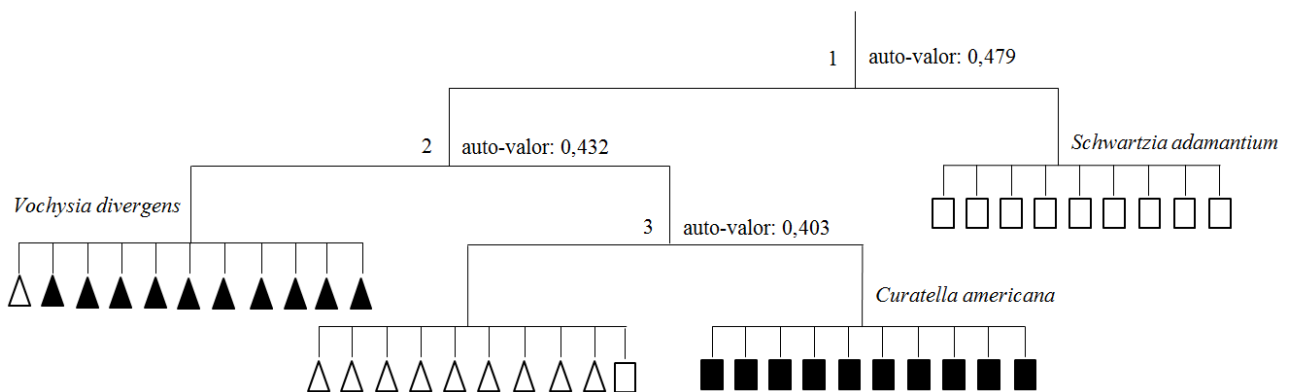 1 auto-valor: 0,479
2 auto-valor: 0,432
Schwartzia adamantium
Vochysia divergens
3 auto-valor: 0,403
Curatella americana